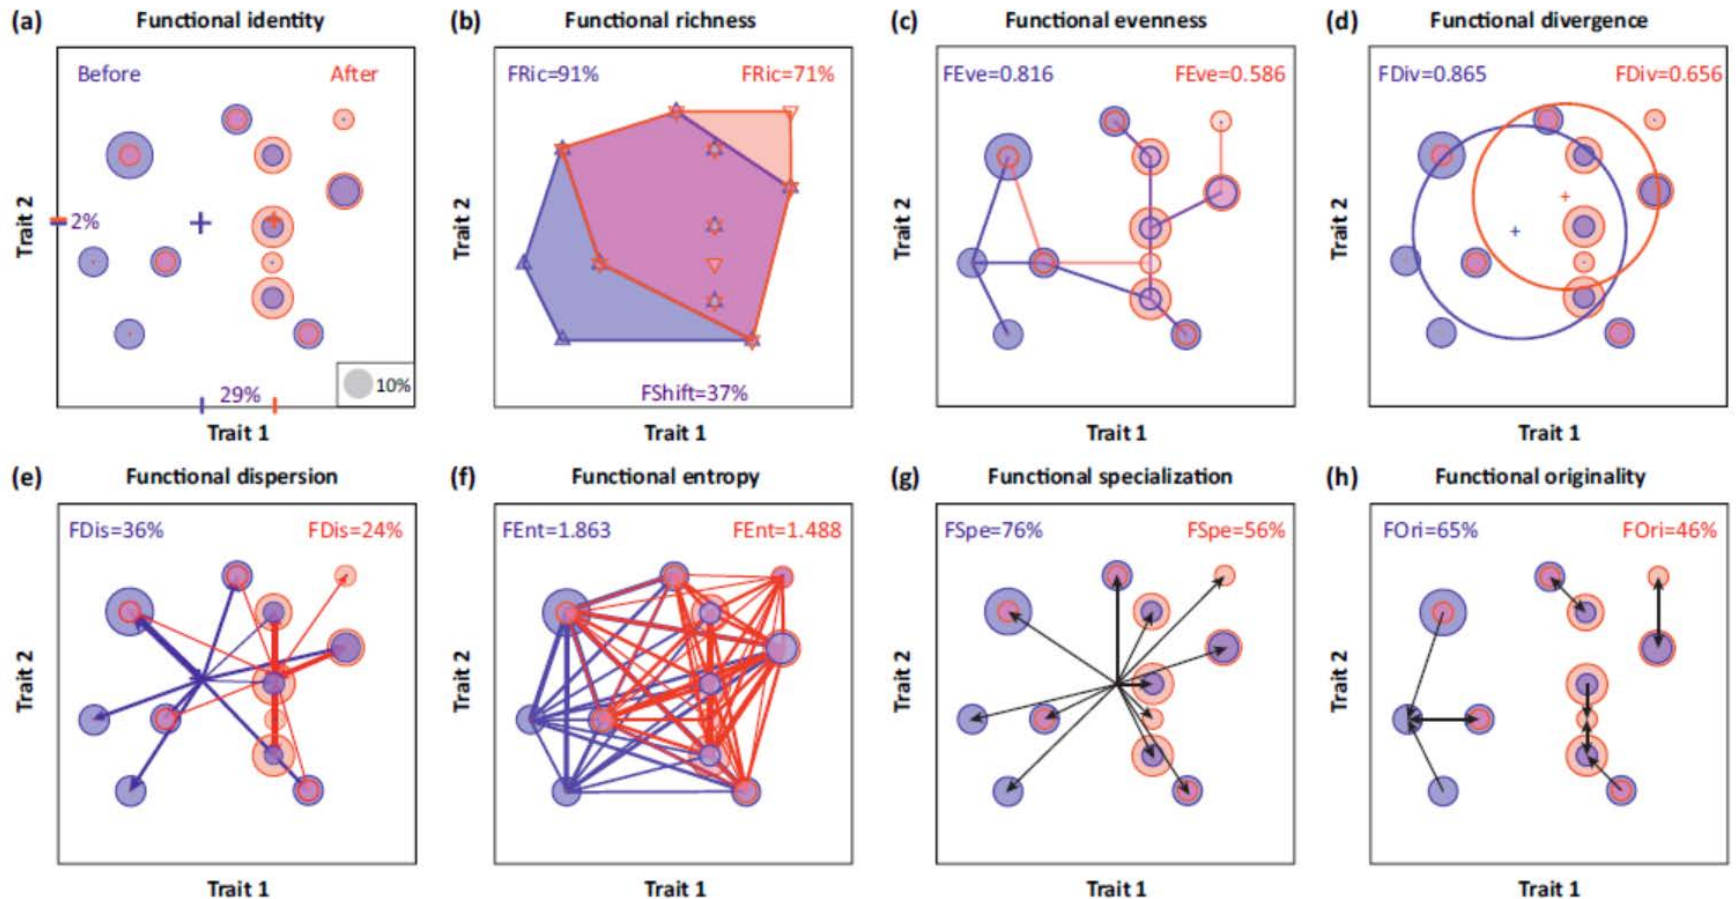 (a) Functional identity
Before After
Trait 2
2%
29%
10%
Trait 1
(b) Functional richness
FRic=91% FRic=71%
Trait 2
FShift=37%
Trait 1
(c) Functional evenness
FEve=0.816 FEve=0.586
Trait 2
Trait 1
(d) Functional divergence
FDiv=0.865 FDiv=0.656
Trait 2
Trait 1
(e) Functional dispersion
FDis=36% FDis=24%
Trait 2
Trait 1
(f) Functional entropy
FEnt=1.863 FEnt=1.488
Trait 2
Trait 1
(g) Functional specialization
FSpe=76% FSpe=56%
Trait 2
Trait 1
(h) Functional originality
FOri=65% FOri=46%
Trait 2
Trait 1